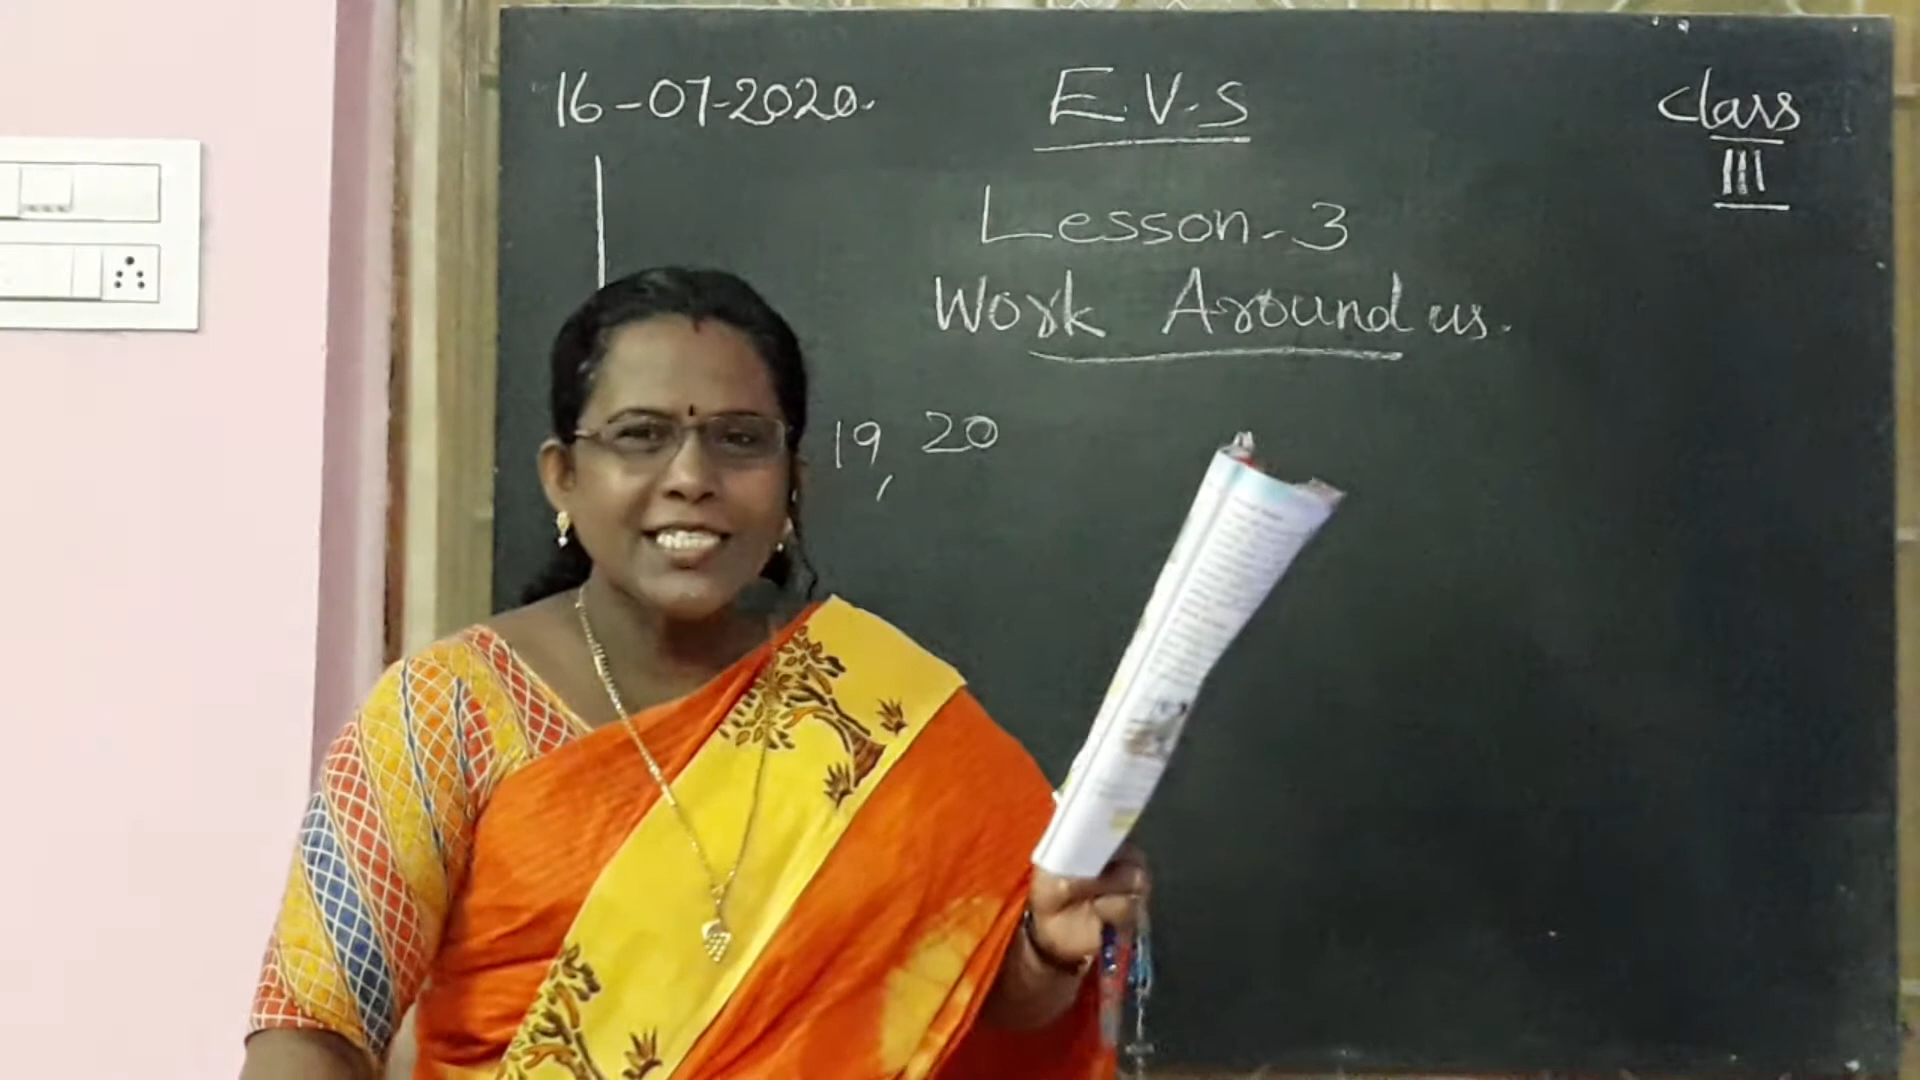 16-07-2020.
E.V.S
Class
III
Lesson-3
Work Around us.
19, 20